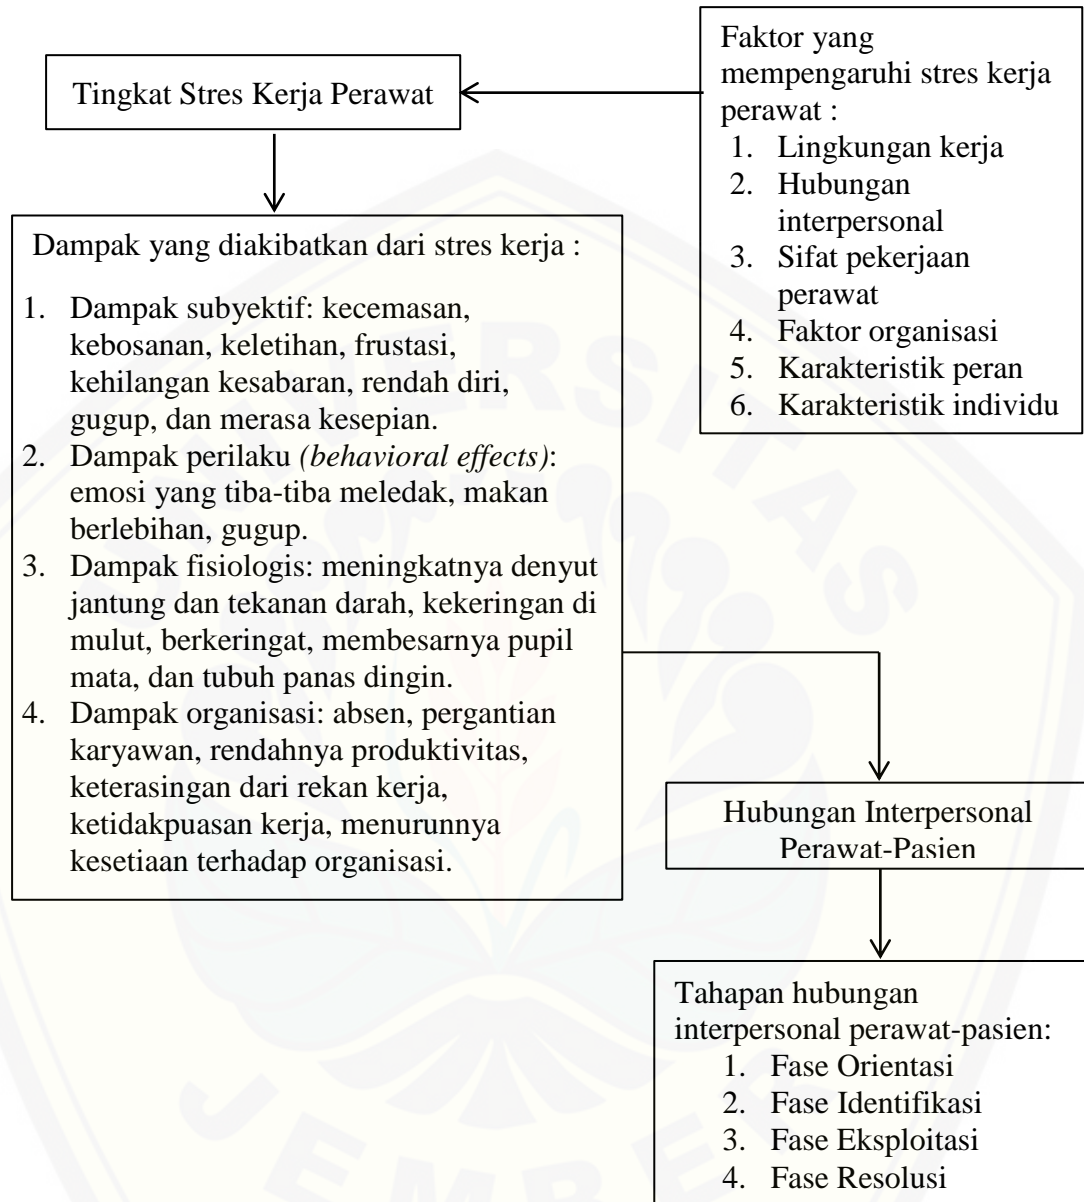 Faktor yang
mempengaruhi stres kerja
perawat :
1. Lingkungan kerja
2. Hubungan
interpersonal
3. Sifat pekerjaan
perawat
4. Faktor organisasi
5. Karakteristik peran
6. Karakteristik individu
Tingkat Stres Kerja Perawat
Dampak yang diakibatkan dari stres kerja :
1. Dampak subyektif: kecemasan,
kebosanan, keletihan, frustasi,
kehilangan kesabaran, rendah diri,
gugup, dan merasa kesepian.
2. Dampak perilaku (behavioral effects):
emosi yang tiba-tiba meledak, makan
berlebihan, gugup.
3. Dampak fisiologis: meningkatnya denyut
jantung dan tekanan darah, kekeringan di
mulut, berkeringat, membesarnya pupil
mata, dan tubuh panas dingin.
4. Dampak organisasi: absen, pergantian
karyawan, rendahnya produktivitas,
keterasingan dari rekan kerja,
ketidakpuasan kerja, menurunnya
kesetiaan terhadap organisasi.
Hubungan Interpersonal
Perawat-Pasien
Tahapan hubungan
interpersonal perawat-pasien:
1. Fase Orientasi
2. Fase Identifikasi
3. Fase Eksploitasi
4. Fase Resolusi
UNIVERSITAS
JEMBER